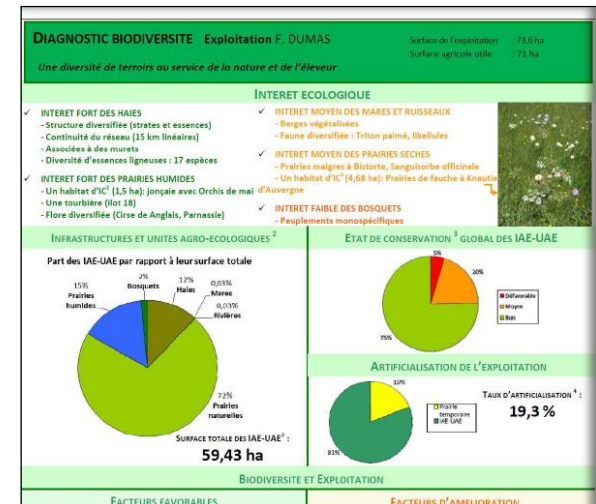 DIAGNOSTIC BIODIVERSITE Exploitation F. DUMAS
Surface de l'exploitation : 73,6 ha
Surface agricole utile : 71 ha
Une diversité de terroirs au service de la nature et de l'éleveur
INTERET ECOLOGIQUE
✓ INTERET FORT DES HAIES
- Structure diversifiée (strates et essences)
- Continuité du réseau (15 km linéaires)
- Associées à des murets
- Diversité d'essences ligneuses : 17 espèces
✓ INTERET FORT DES PRAIRIES HUMIDES
- Un habitat d'IC¹ (1,5 ha): jonçaie avec Orchis de mai
- Une tourbière (îlot 18)
- Flore diversifiée (Cirse de Anglais, Parnassie)
✓ INTERET MOYEN DES MARES ET RUISSEAUX
- Berges végétalisées
- Faune diversifiée : Triton palmé, libellules
✓ INTERET MOYEN DES PRAIRIES SECHES
- Prairies maigres à Bistorte, Sanguisorbe officinale
- Un habitat d'IC¹ (4,68 ha): Prairies de fauche à Knautie
d'Auvergne
✓ INTERET FAIBLE DES BOSQUETS
- Peuplements monospécifiques
INFRASTRUCTURES ET UNITES AGRO-ECOLOGIQUES ²
Part des IAE-UAE par rapport à leur surface totale
15%
Prairies
humides
2%
Bosquets
12%
Haies
0,03%
Mares
0,03%
Rivières
72%
Prairies
naturelles
SURFACE TOTALE DES IAE-UAE² :
59,43 ha
ETAT DE CONSERVATION ³ GLOBAL DES IAE-UAE
5%
20%
75%
Défavorable
Moyen
Bon
ARTIFICIALISATION DE L'EXPLOITATION
19%
81%
Prairie
temporaire
IAE UAE
TAUX D'ARTIFICIALISATION ⁴ :
19,3 %
BIODIVERSITE ET EXPLOITATION
FACTEURS FAVORABLES
FACTEURS D'AMELIORATION